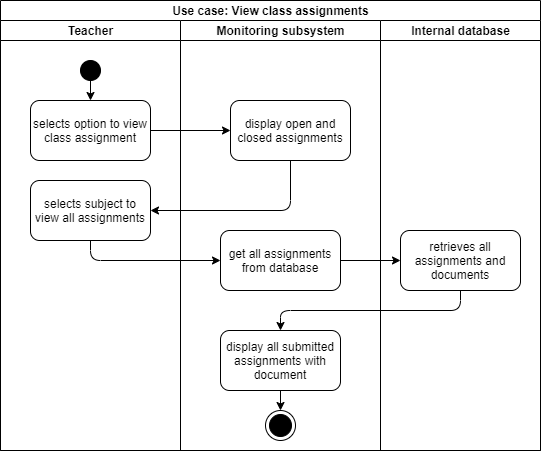 Use case: View class assignments
Teacher
Monitoring subsystem
Internal database
selects option to view
class assignment
display open and
closed assignments
selects subject to
view all assignments
get all assignments
from database
retrieves all
assignments and
documents
display all submitted
assignments with
document